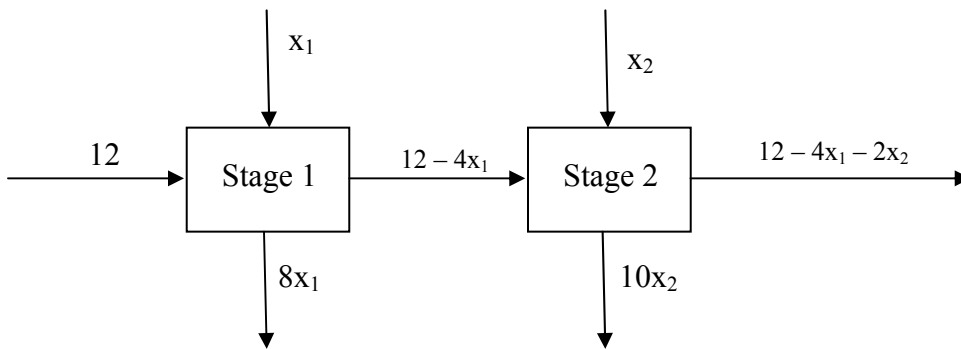 x₁
x₂
12
Stage 1
12 – 4x₁
Stage 2
12 – 4x₁ – 2x₂
8x₁
10x₂